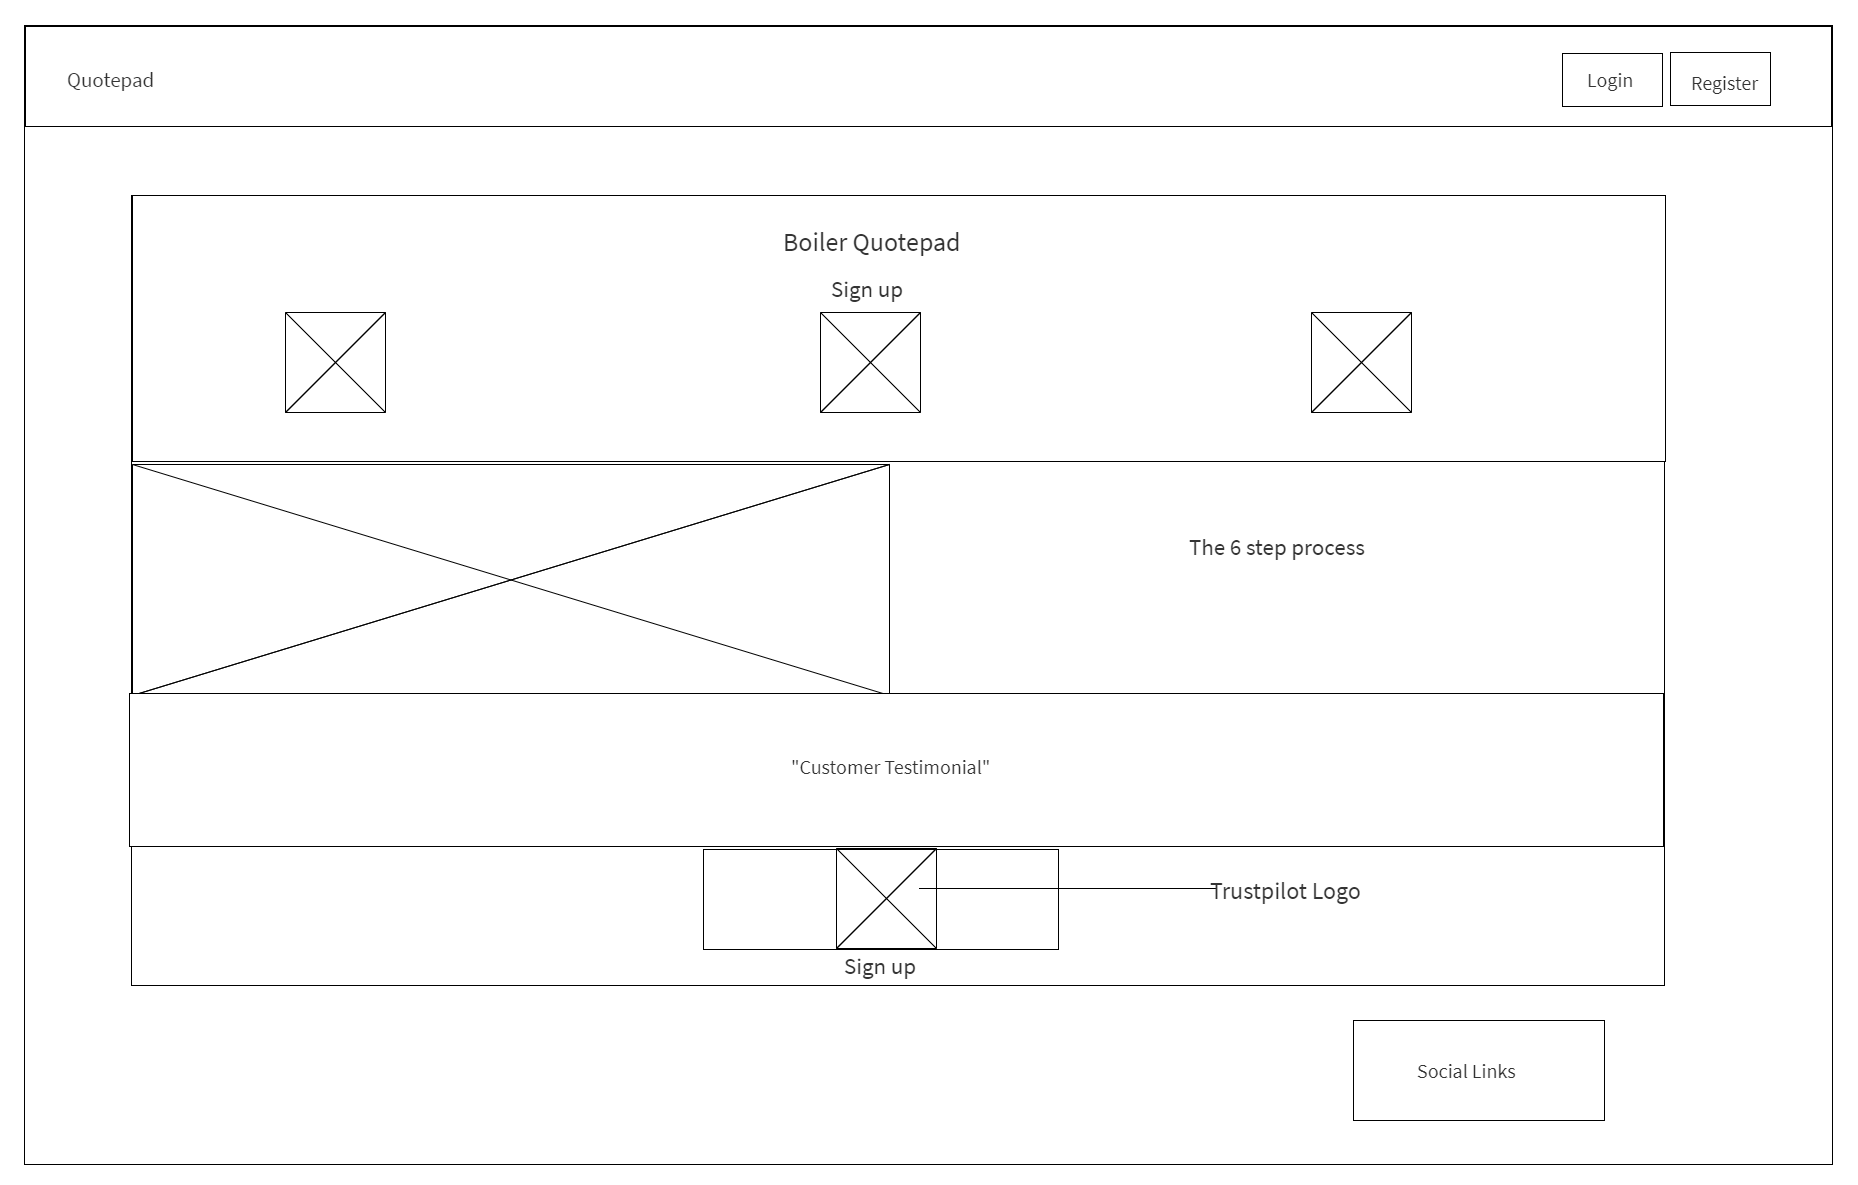 Quotepad
Login
Register
Boiler Quotepad
Sign up
The 6 step process
"Customer Testimonial"
Trustpilot Logo
Sign up
Social Links